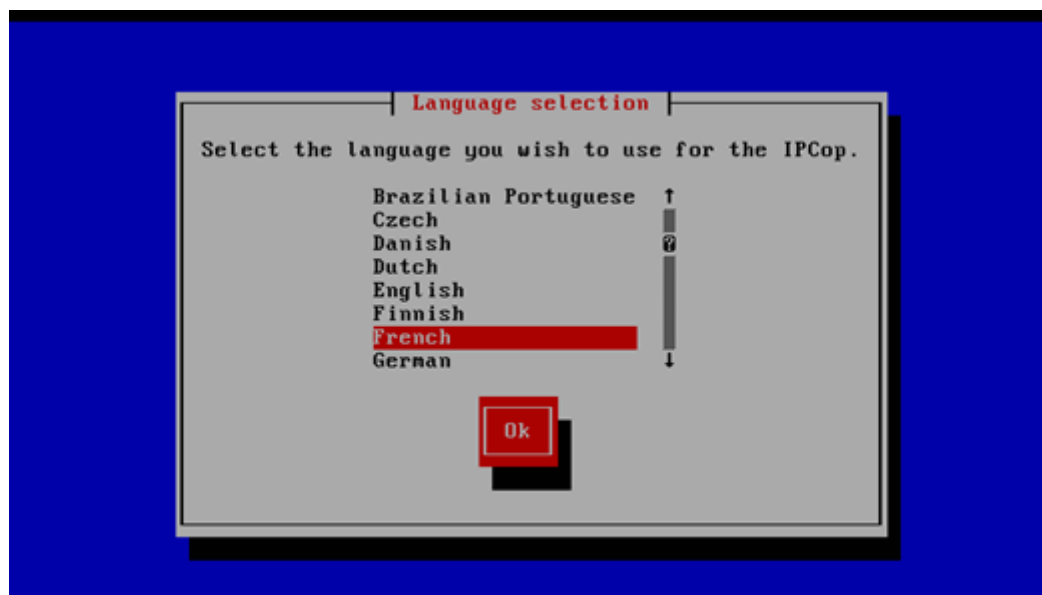 Language selection
Select the language you wish to use for the IPCop.
Brazilian Portuguese
Czech
Danish
Dutch
English
Finnish
French
German
Ok